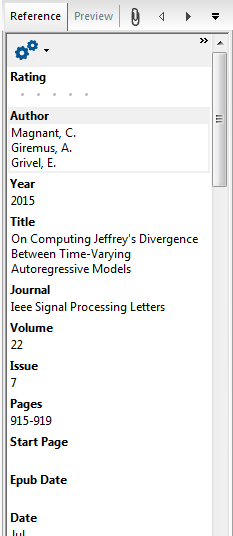 Reference Preview
»
Rating
Author
Magnant, C.
Giremus, A.
Grivel, E.
Year
2015
Title
On Computing Jeffrey's Divergence
Between Time-Varying
Autoregressive Models
Journal
Ieee Signal Processing Letters
Volume
22
Issue
7
Pages
915-919
Start Page
Epub Date
Date
Jul